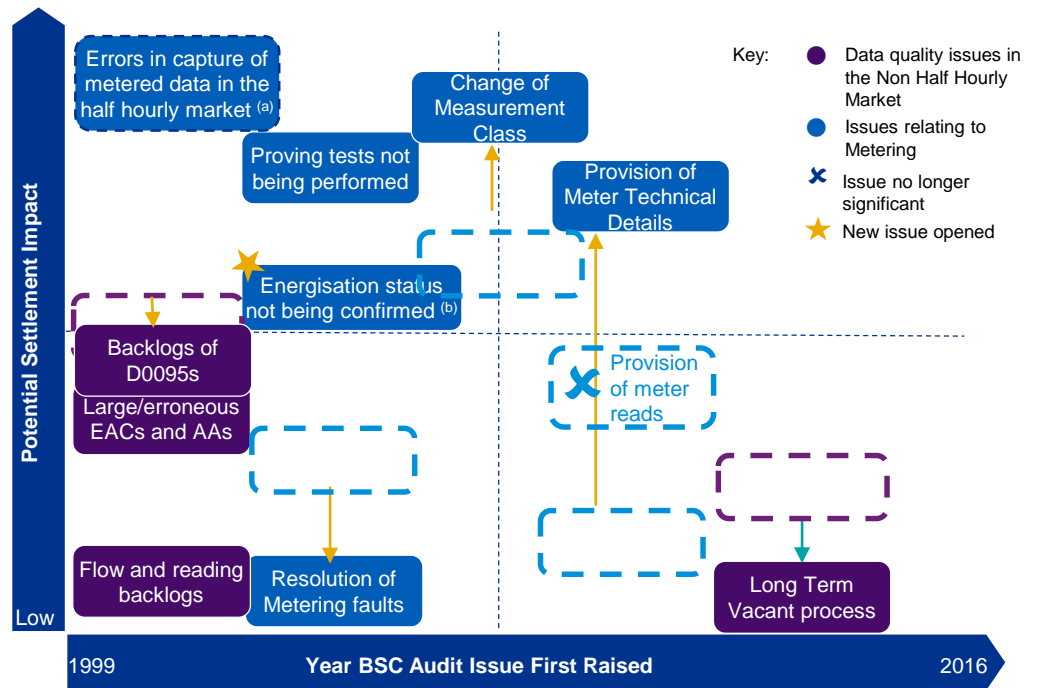 Potential Settlement Impact
Low
Errors in capture of
metered data in the
half hourly market (a)
Proving tests not
being performed
Change of
Measurement
Class
Provision of
Meter Technical
Details
Energisation status
not being confirmed (b)
Backlogs of
D0095s
Large/erroneous
EACs and AAs
Provision
of meter
reads
Flow and reading
backlogs
Resolution of
Metering faults
Long Term
Vacant process
Key:
Data quality issues in
the Non Half Hourly
Market
Issues relating to
Metering
Issue no longer
significant
New issue opened
1999
Year BSC Audit Issue First Raised
2016